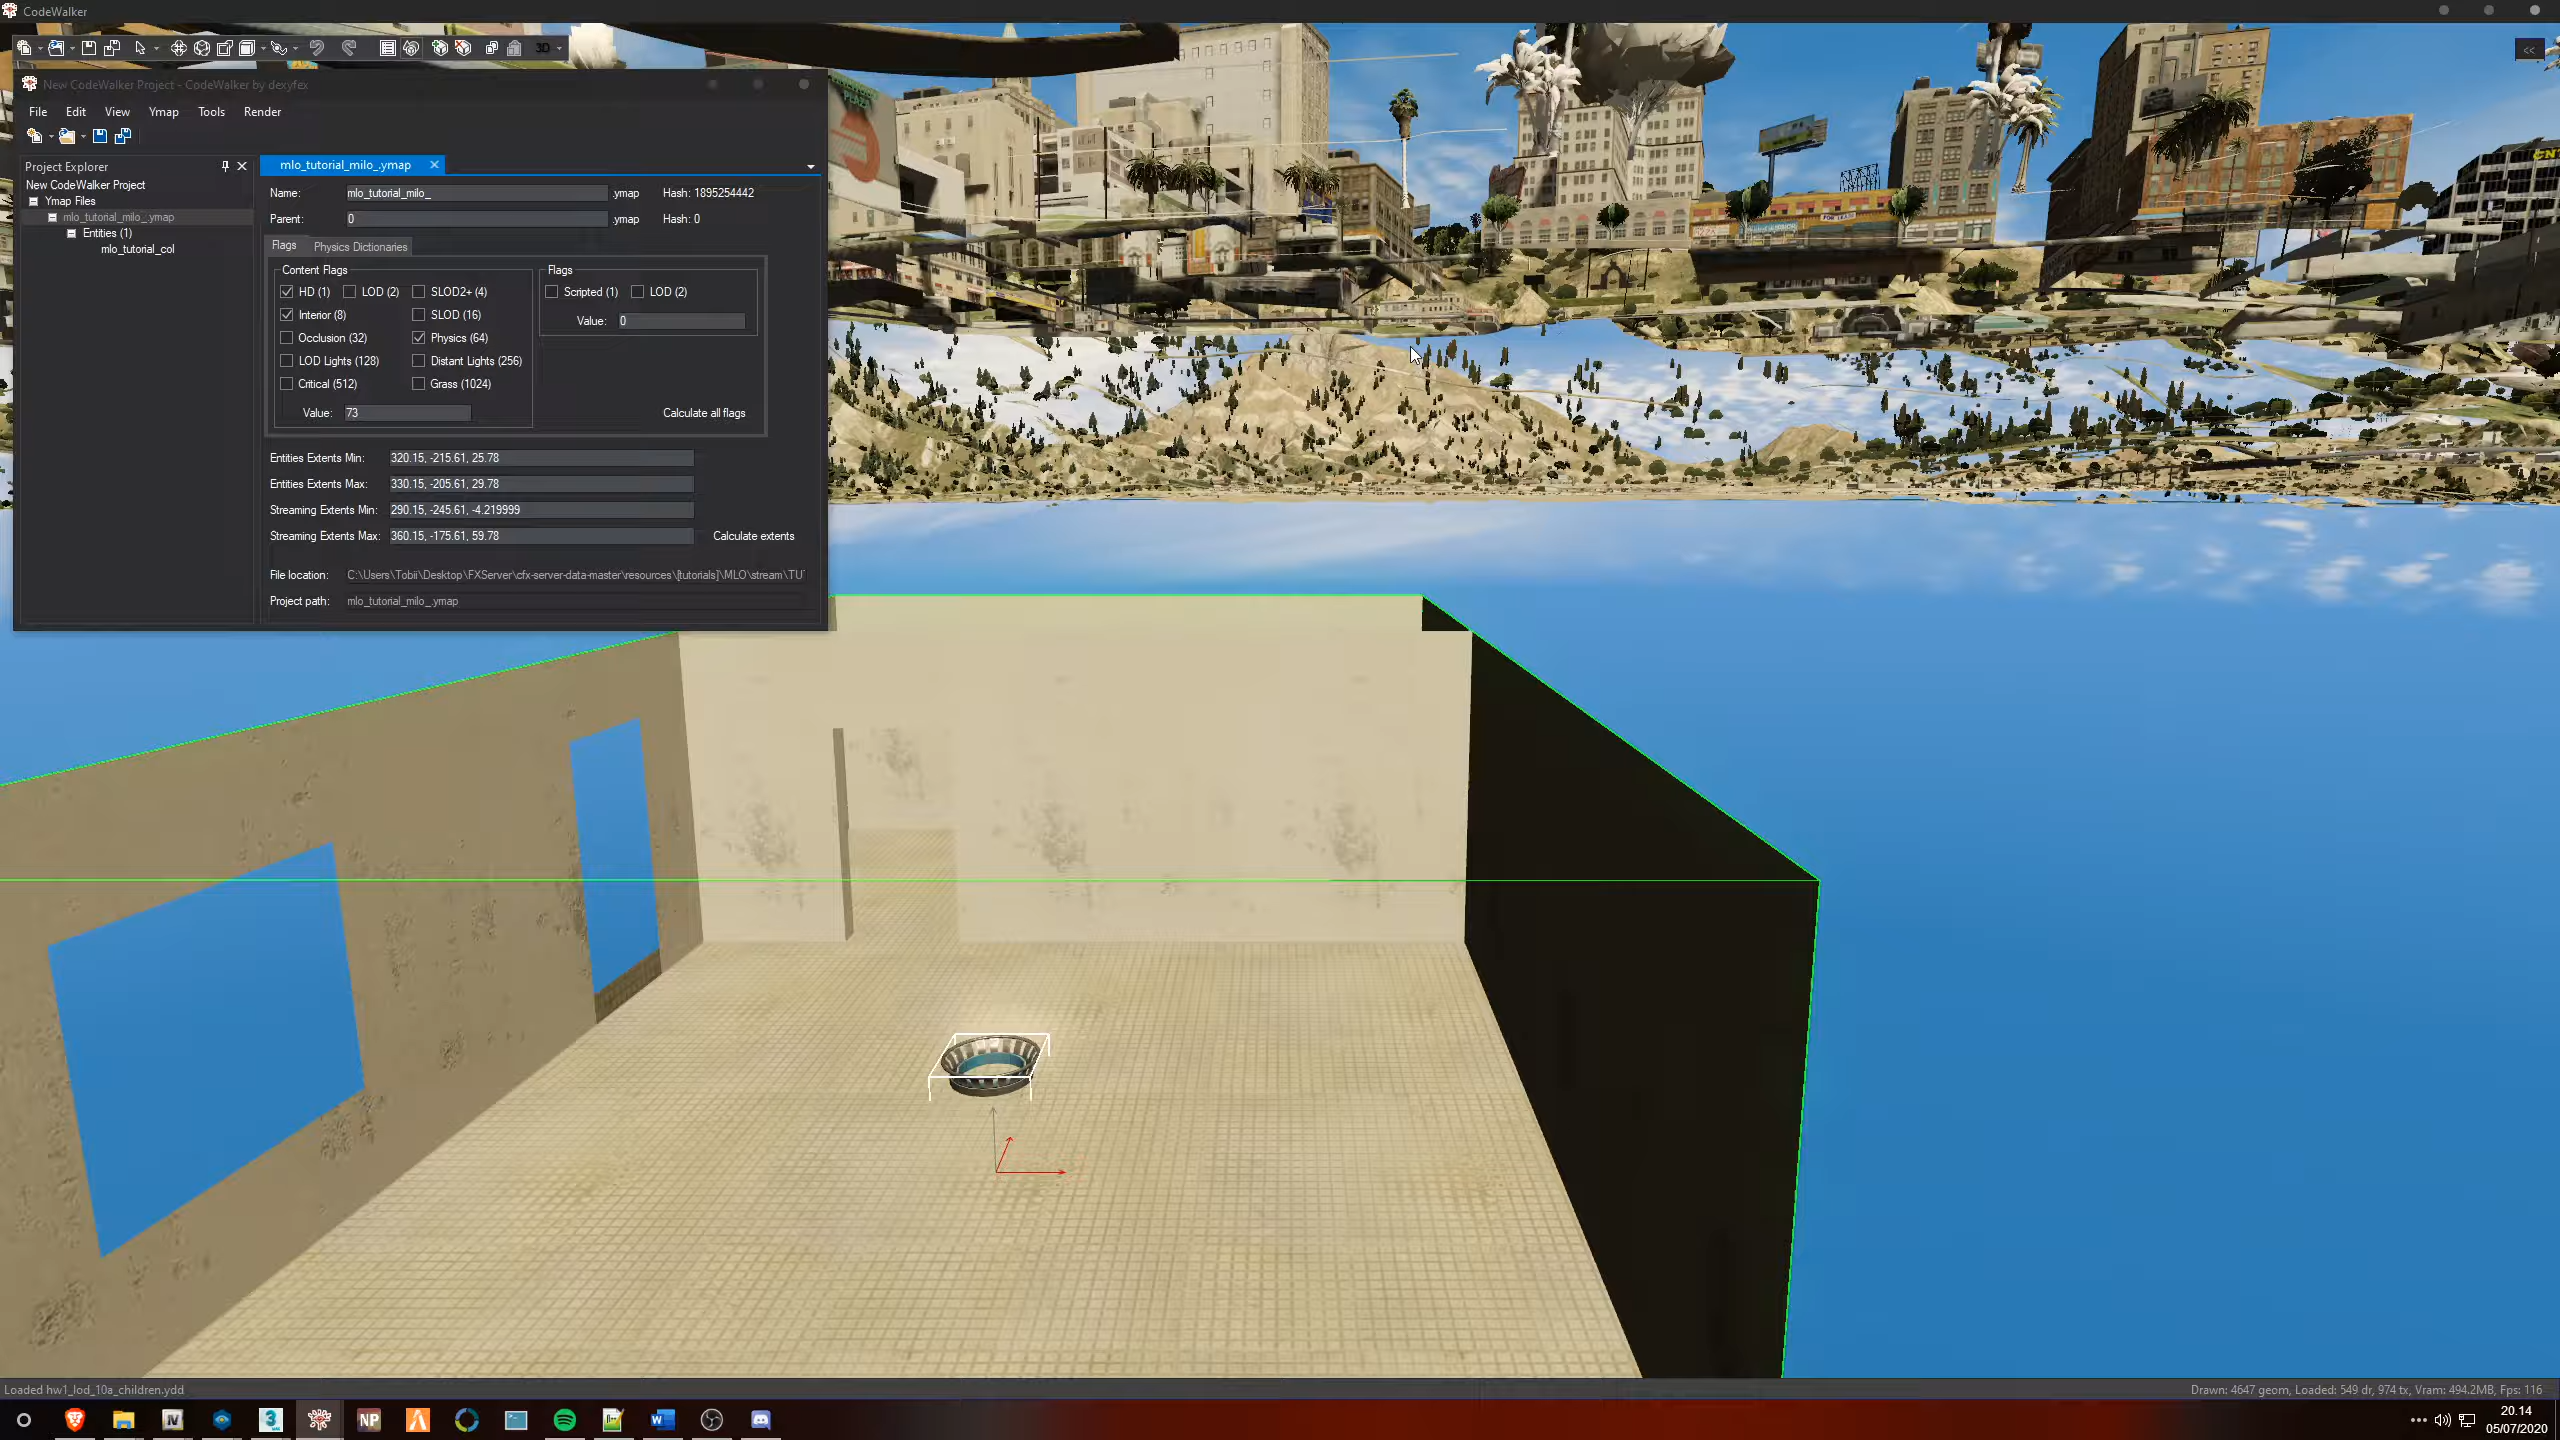 CodeWalker
3D
<<
New CodeWalker Project - CodeWalker by dexyfex
File Edit View Ymap Tools Render
Project Explorer
New CodeWalker Project
Ymap Files
mlo_tutorial_milo_.ymap
Entities (1)
mlo_tutorial_col
mlo_tutorial_milo_.ymap
Name: mlo_tutorial_milo_ .ymap Hash: 1895254442
Parent: 0 .ymap Hash: 0
Flags Physics Dictionaries
Content Flags
HD (1) LOD (2) SLOD2+ (4)
Interior (8) SLOD (16)
Occlusion (32) Physics (64)
LOD Lights (128) Distant Lights (256)
Critical (512) Grass (1024)
Value: 73
Flags
Scripted (1) LOD (2)
Value: 0
Calculate all flags
Entities Extents Min: 320.15, -215.61, 25.78
Entities Extents Max: 330.15, -205.61, 29.78
Streaming Extents Min: 290.15, -245.61, -4.219999
Streaming Extents Max: 360.15, -175.61, 59.78 Calculate extents
File location: C:\Users\Tobii\Desktop\FXServer\cfx-server-data-master\resources\[tutorials]\MLO\stream\TU
Project path: mlo_tutorial_milo_.ymap
FOR LEASE
Loaded hw1_lod_10a_children.ydd
Drawn: 4647 geom, Loaded: 549 dr, 974 tx, Vram: 494.2MB, Fps: 116
NP
20.14
05/07/2020